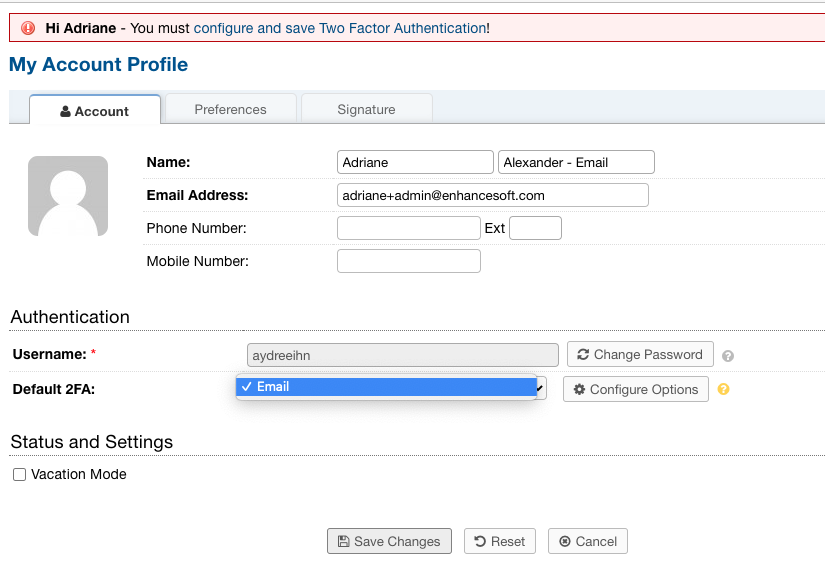 Hi Adriane - You must configure and save Two Factor Authentication!
My Account Profile
Account Preferences Signature
Name: Adriane Alexander - Email
Email Address: adriane+admin@enhancesoft.com
Phone Number: Ext
Mobile Number:
Authentication
Username: * aydreeihn Change Password
Default 2FA: ✓ Email Configure Options
Status and Settings
Vacation Mode
Save Changes Reset Cancel